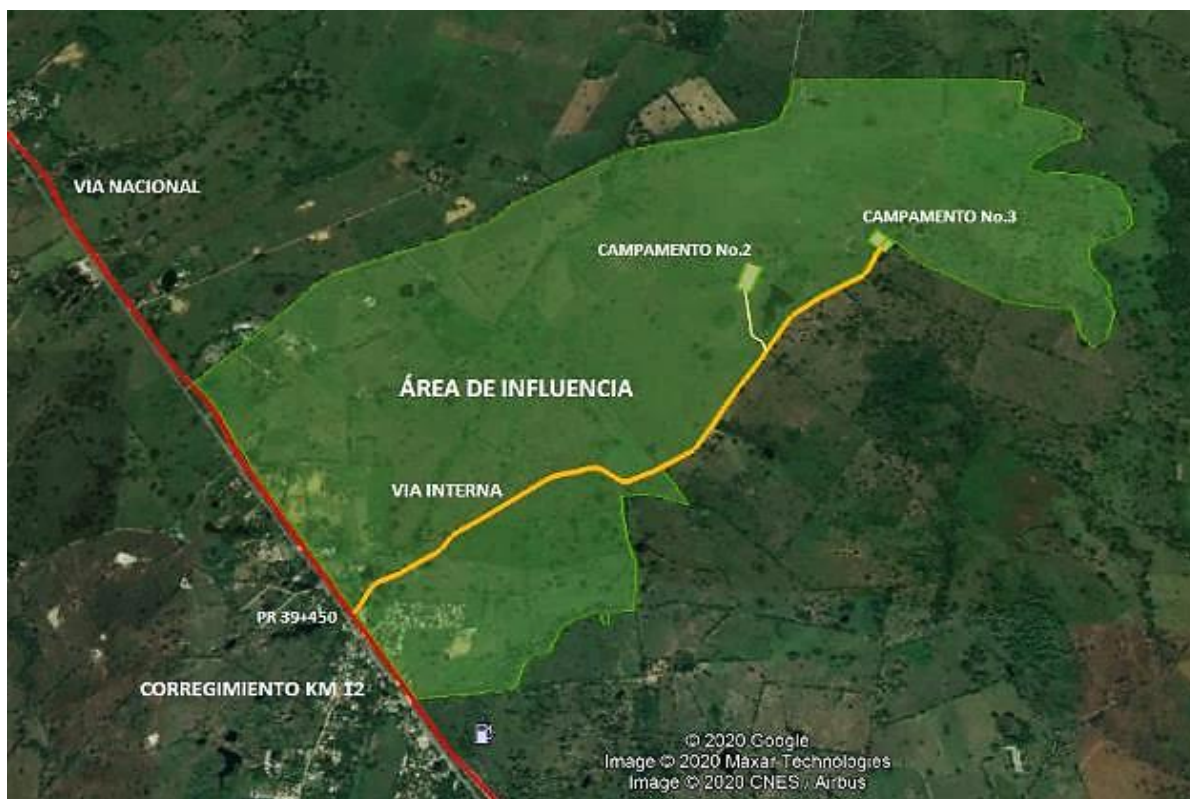 VIA NACIONAL
CAMPAMENTO No.3
CAMPAMENTO No.2
ÁREA DE INFLUENCIA
VIA INTERNA
PR 39+450
CORREGIMIENTO KM 12
© 2020 Google
Image © 2020 Maxar Technologies
Image © 2020 CNES / Airbus